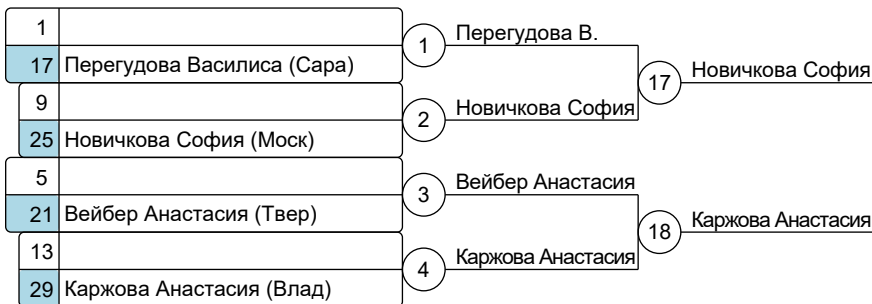 1
17 Перегудова Василиса (Сара)
1
Перегудова В.
9
25 Новичкова София (Моск)
2
Новичкова София
17
Новичкова София
5
21 Вейбер Анастасия (Твер)
3
Вейбер Анастасия
13
29 Каржова Анастасия (Влад)
4
Каржова Анастасия
18
Каржова Анастасия